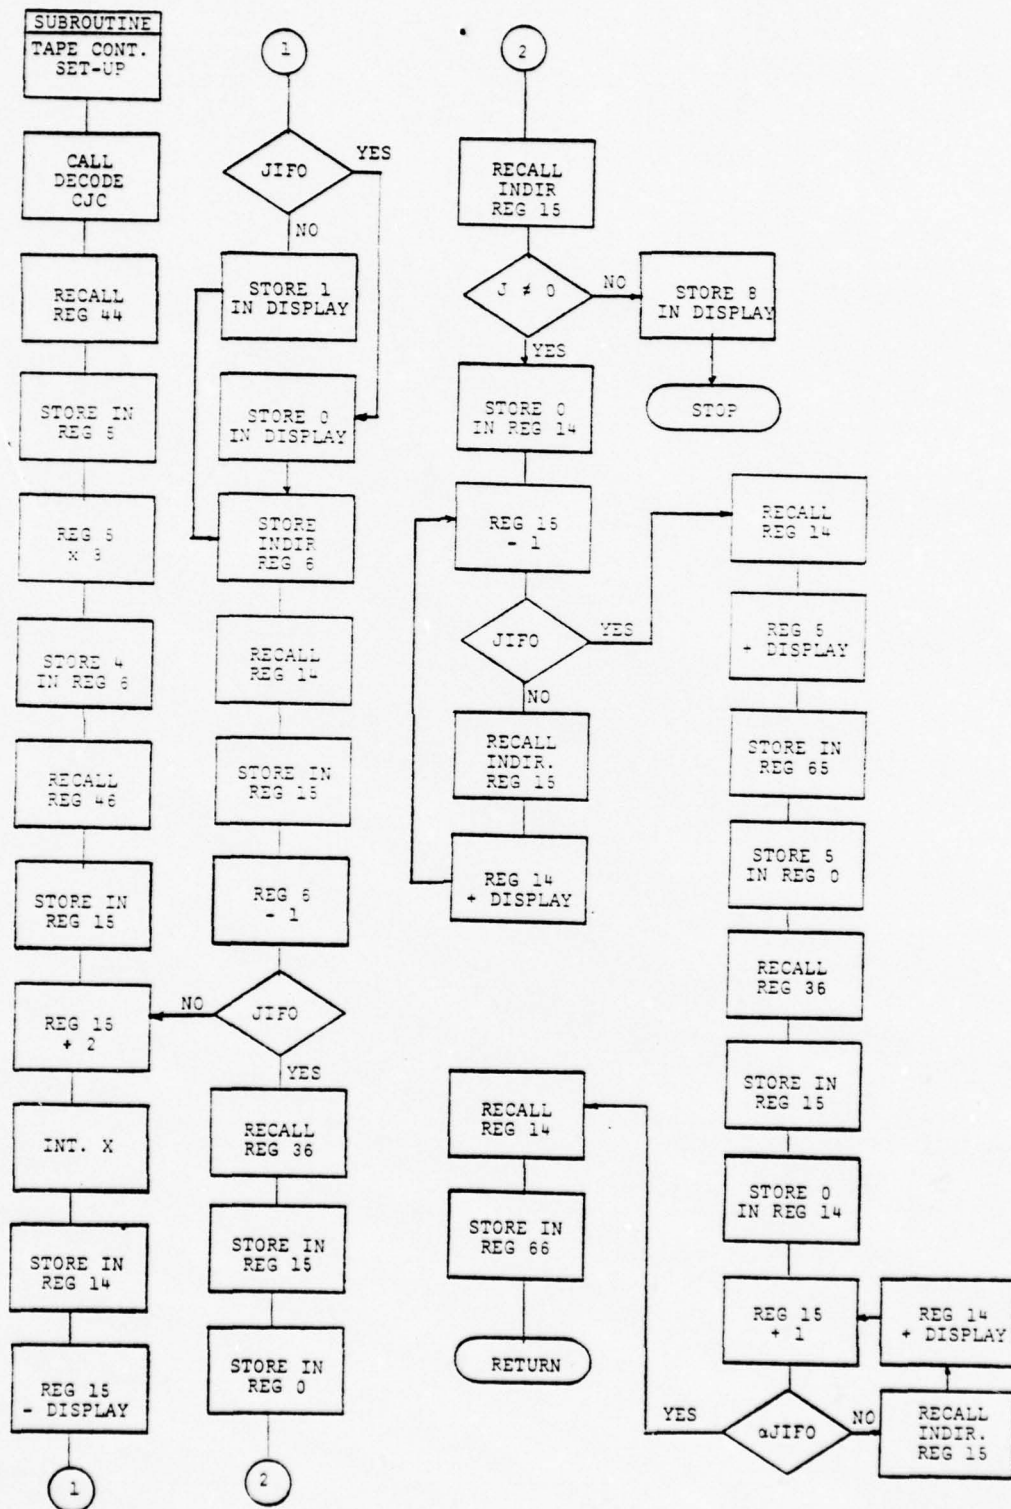 SUBROUTINE
TAPE CONT.
SET-UP
CALL
DECODE
CJC
RECALL
REG 44
STORE IN
REG 5
REG 5
x 3
STORE 4
IN REG 6
RECALL
REG 46
STORE IN
REG 15
REG 15
+ 2
INT. X
STORE IN
REG 14
REG 15
- DISPLAY
1
1
JIFO
YES
NO
STORE 1
IN DISPLAY
STORE 0
IN DISPLAY
STORE
INDIR
REG 6
RECALL
REG 14
STORE IN
REG 15
REG 6
- 1
JIFO
NO
YES
RECALL
REG 36
STORE IN
REG 15
STORE IN
REG 0
2
2
RECALL
INDIR
REG 15
J ≠ 0
NO
STORE 8
IN DISPLAY
STOP
YES
STORE 0
IN REG 14
REG 15
- 1
JIFO
YES
NO
RECALL
INDIR.
REG 15
REG 14
+ DISPLAY
RECALL
REG 14
REG 5
+ DISPLAY
STORE IN
REG 65
STORE 5
IN REG 0
RECALL
REG 36
STORE IN
REG 15
STORE 0
IN REG 14
REG 15
+ 1
REG 14
+ DISPLAY
αJIFO
YES
NO
RECALL
INDIR.
REG 15
RECALL
REG 14
STORE IN
REG 66
RETURN